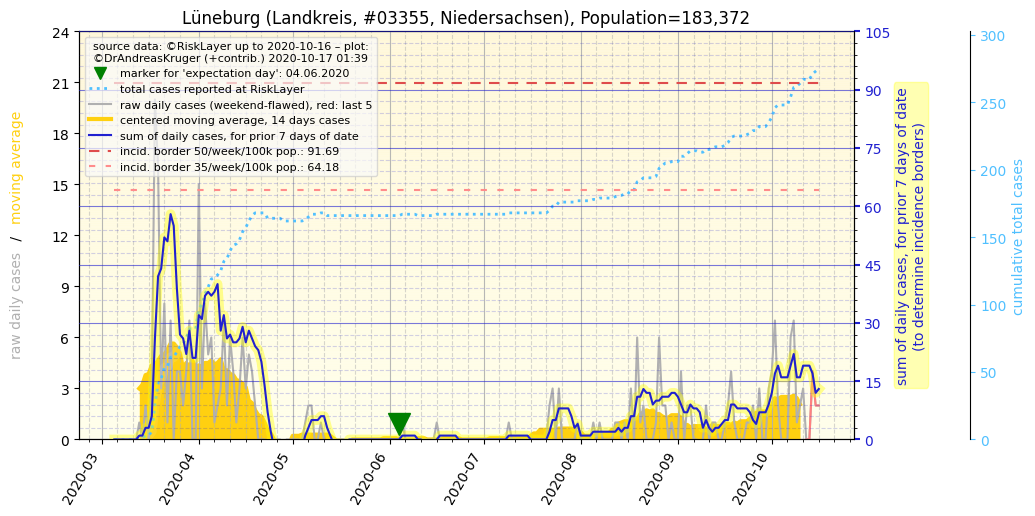 Lüneburg (Landkreis, #03355, Niedersachsen), Population=183,372
source data: ©RiskLayer up to 2020-10-16 – plot:
©DrAndreasKruger (+contrib.) 2020-10-17 01:39
marker for 'expectation day': 04.06.2020
total cases reported at RiskLayer
raw daily cases (weekend-flawed), red: last 5
centered moving average, 14 days cases
sum of daily cases, for prior 7 days of date
incid. border 50/week/100k pop.: 91.69
incid. border 35/week/100k pop.: 64.18
raw daily cases / moving average
24
21
18
15
12
9
6
3
0
105
90
75
60
45
30
15
0
sum of daily cases, for prior 7 days of date
(to determine incidence borders)
300
250
200
150
100
50
0
cumulative total cases
2020-03
2020-04
2020-05
2020-06
2020-07
2020-08
2020-09
2020-10